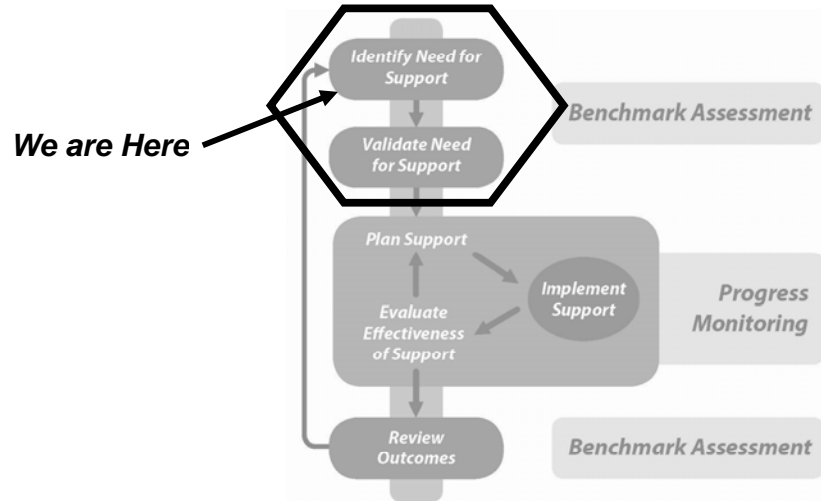 Identify Need for
Support
Benchmark Assessment
We are Here
Validate Need
for Support
Plan Support
Implement
Support
Progress
Monitoring
Evaluate
Effectiveness
of Support
Review
Outcomes
Benchmark Assessment